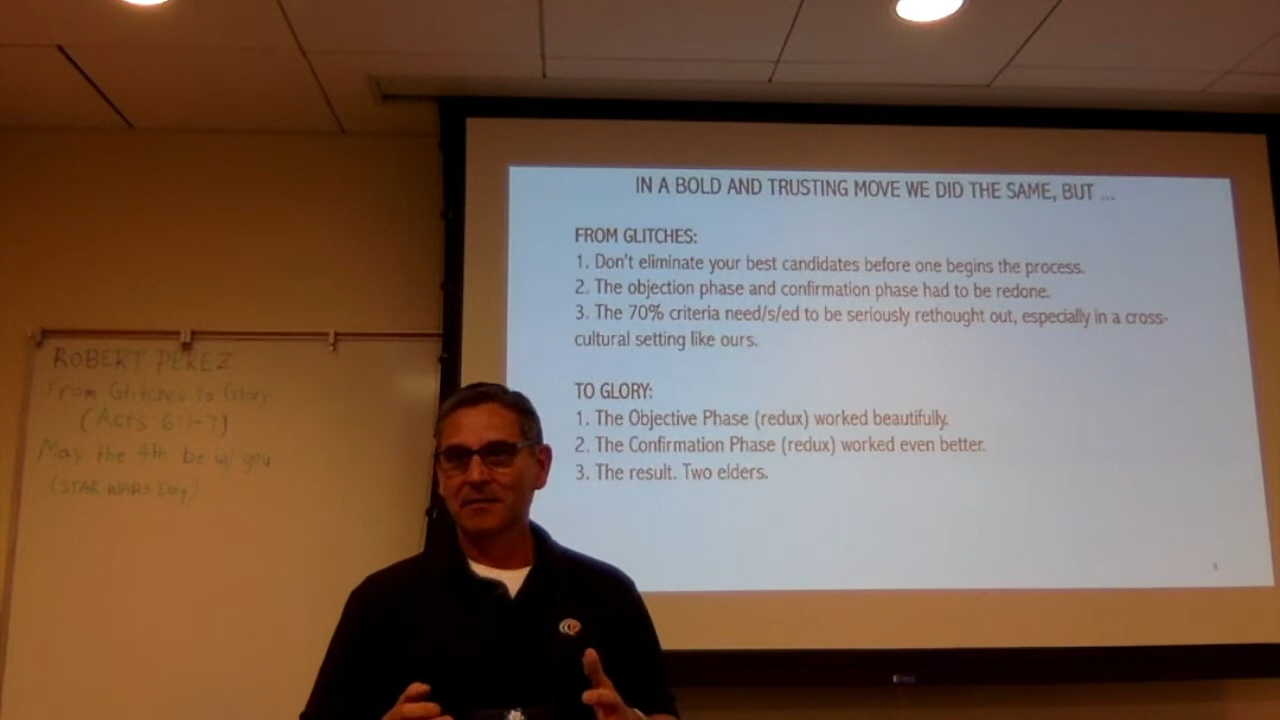 ROBERT PEREZ
From Glitches to Glory
(Acts 6:1-7)
May the 4th be w/ you
(STAR WARS Day)
IN A BOLD AND TRUSTING MOVE WE DID THE SAME, BUT ...
FROM GLITCHES:
1. Don't eliminate your best candidates before one begins the process.
2. The objection phase and confirmation phase had to be redone.
3. The 70% criteria need/s/ed to be seriously rethought out, especially in a cross-
cultural setting like ours.
TO GLORY:
1. The Objective Phase (redux) worked beautifully.
2. The Confirmation Phase (redux) worked even better.
3. The result. Two elders.